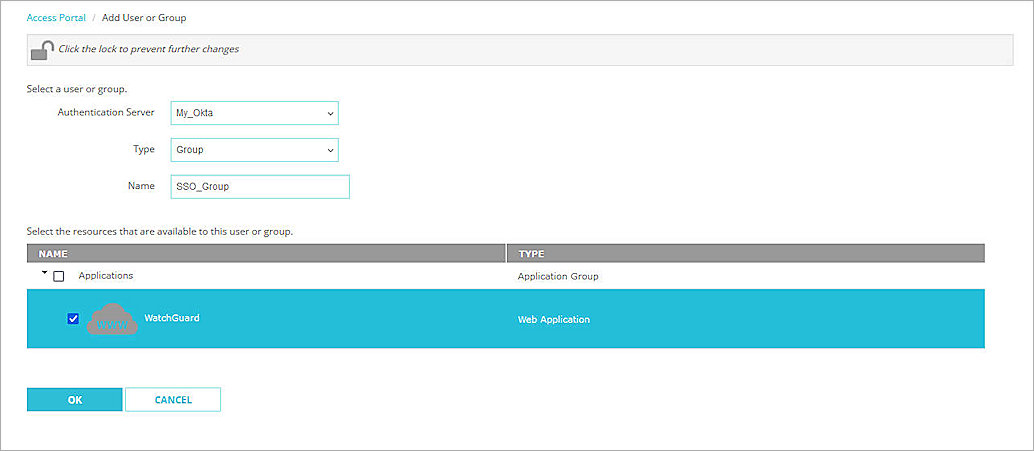 Access Portal / Add User or Group
Click the lock to prevent further changes
Select a user or group.
Authentication Server My_Okta
Type Group
Name SSO_Group
Select the resources that are available to this user or group.
NAME TYPE
Applications Application Group
WatchGuard Web Application
OK CANCEL